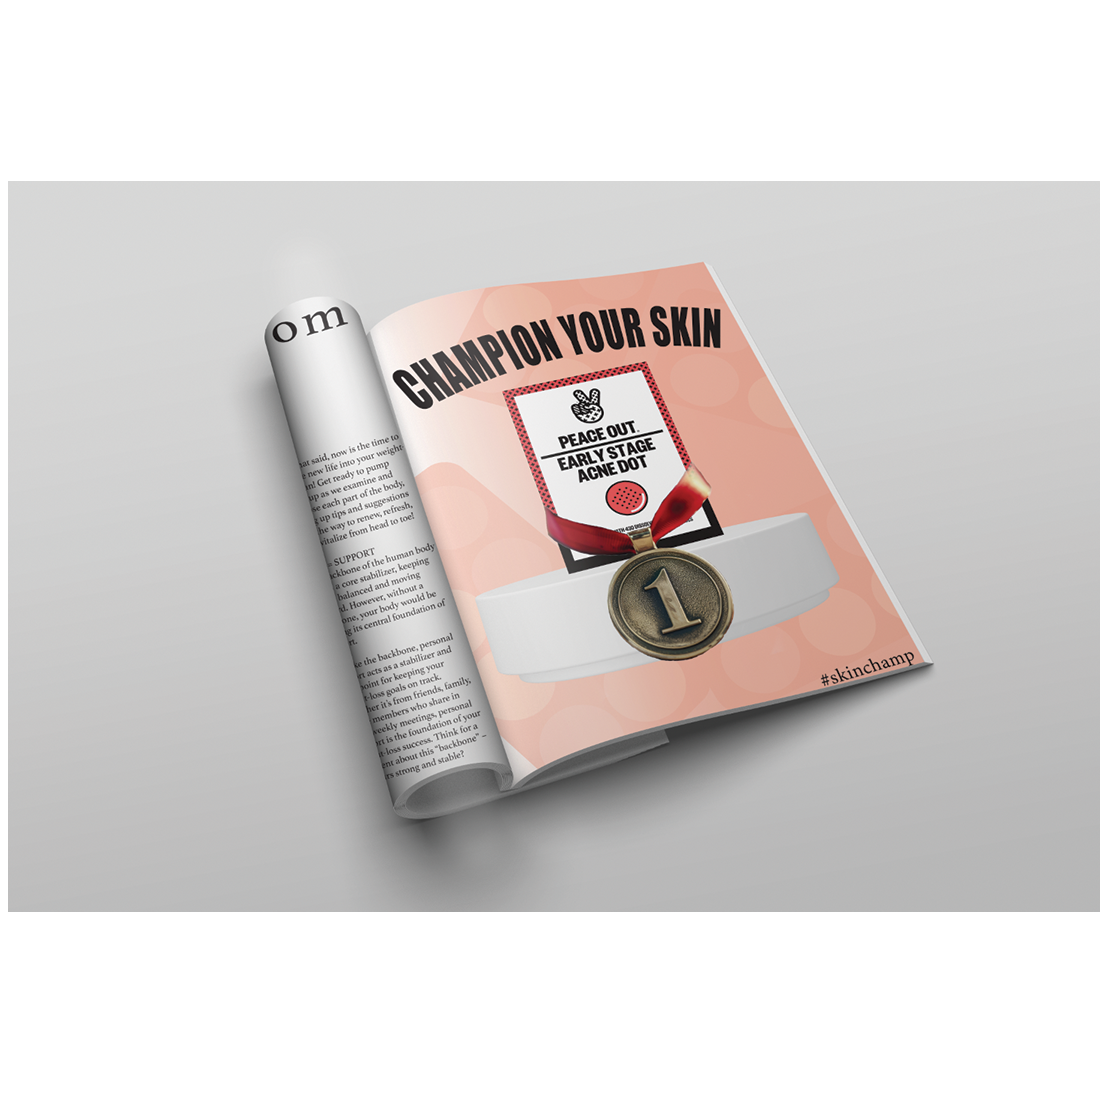 om
at said, now is the time to
new life into your weight-
Get ready to pump
up as we examine and
each part of the body,
up tips and suggestions
the way to renew, refresh,
vitalize from head to toe!
SUPPORT
ckbone of the human body
a core stabilizer, keeping
balanced and moving
However, without a
one, your body would be
its central foundation of
rt.
the backbone, personal
rt acts as a stabilizer and
oint for keeping your
t-loss goals on track.
her it's from friends, family,
members who share in
eekly meetings, personal
rt is the foundation of your
t-loss success. Think for a
ent about this "backbone" –
strong and stable?
CHAMPION YOUR SKIN
PEACE OUT.
EARLY STAGE
ACNE DOT
1
#skinchamp